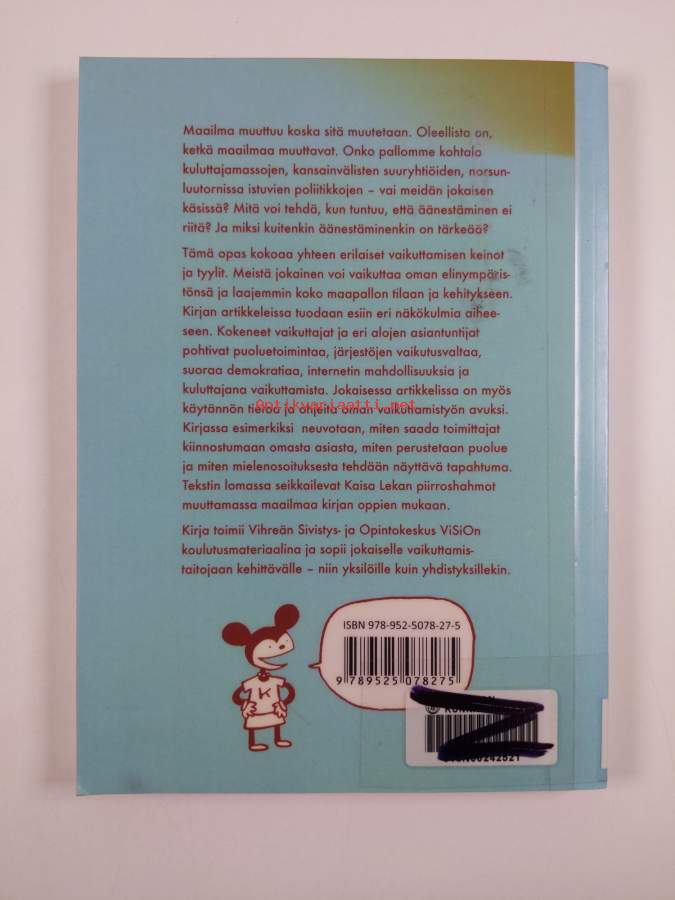 Maailma muuttuu koska sitä muutetaan. Oleellista on,
ketkä maailmaa muuttavat. Onko pallomme kohtalo
kuluttajamassojen, kansainvälisten suuryhtiöiden, norsun-
luutornissa istuvien poliitikkojen – vai meidän jokaisen
käsissä? Mitä voi tehdä, kun tuntuu, että äänestäminen ei
riitä? Ja miksi kuitenkin äänestäminenkin on tärkeää?
Tämä opas kokoaa yhteen erilaiset vaikuttamisen keinot
ja tyylit. Meistä jokainen voi vaikuttaa oman elinympäris-
tönsä ja laajemmin koko maapallon tilaan ja kehitykseen.
Kirjan artikkeleissa tuodaan esiin eri näkökulmia aihee-
seen. Kokeneet vaikuttajat ja eri alojen asiantuntijat
pohtivat puoluetoimintaa, järjestöjen vaikutusvaltaa,
suoraa demokratiaa, internetin mahdollisuuksia ja
kuluttajana vaikuttamista. Jokaisessa artikkelissa on myös
Antikvariaatti.net
käytännön tietoa ja ohjeita oman vaikuttamistyön avuksi.
Kirjassa esimerkiksi neuvotaan, miten saada toimittajat
kiinnostumaan omasta asiasta, miten perustetaan puolue
ja miten mielenosoituksesta tehdään näyttävä tapahtuma.
Tekstin lomassa seikkailevat Kaisa Lekan piirroshahmot
muuttamassa maailmaa kirjan oppien mukaan.
Kirja toimii Vihreän Sivistys- ja Opintokeskus ViSiOn
koulutusmateriaalina ja sopii jokaiselle vaikuttamis-
taitojaan kehittävälle – niin yksilöille kuin yhdistyksillekin.
ISBN 978-952-5078-27-5
9 789525 078275
K